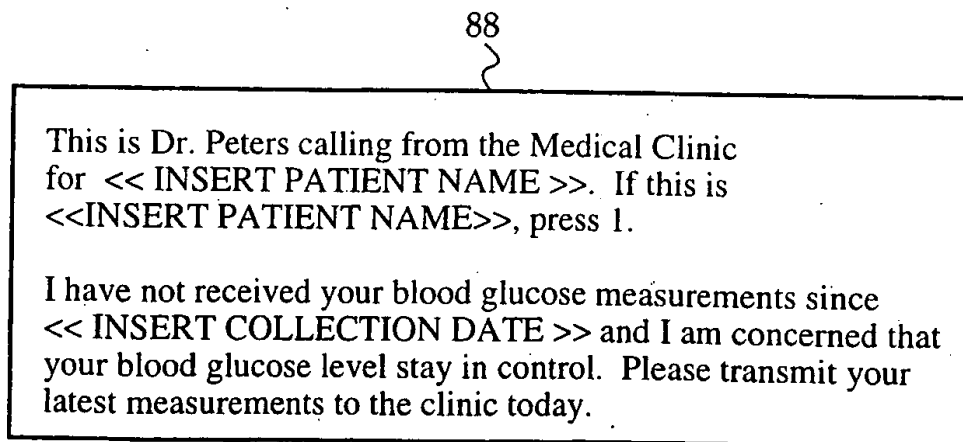 88
This is Dr. Peters calling from the Medical Clinic
for << INSERT PATIENT NAME >>. If this is
<<INSERT PATIENT NAME>>, press 1.
I have not received your blood glucose measurements since
<< INSERT COLLECTION DATE >> and I am concerned that
your blood glucose level stay in control. Please transmit your
latest measurements to the clinic today.